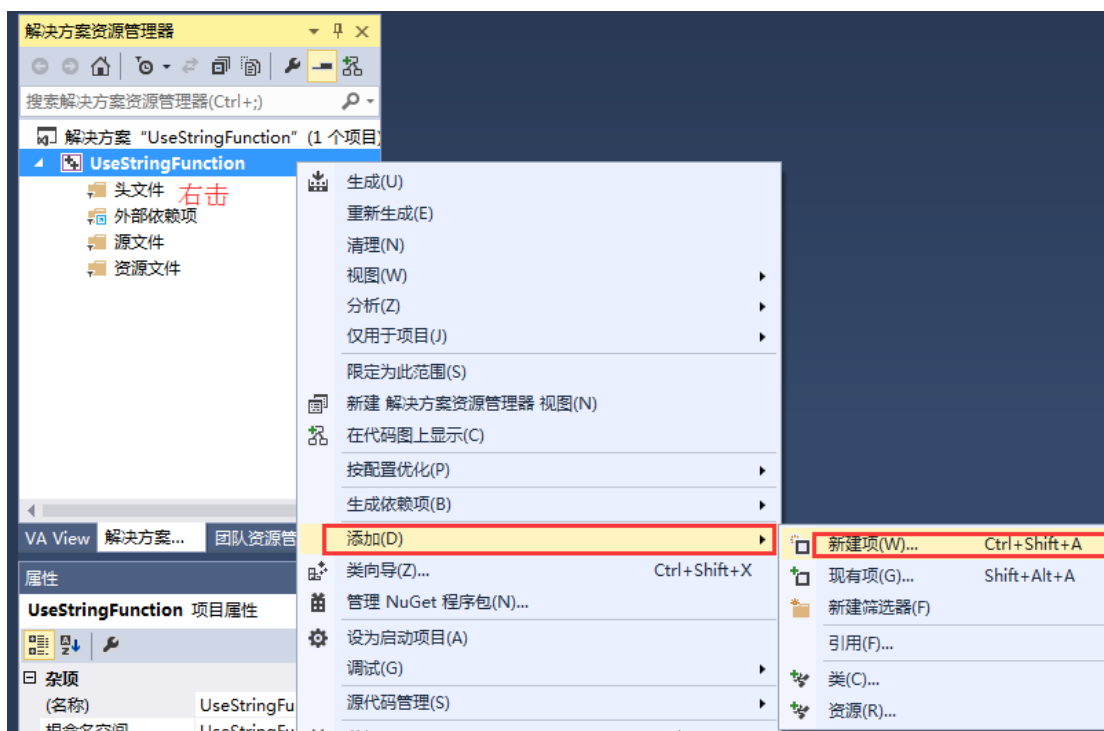 解决方案资源管理器
搜索解决方案资源管理器(Ctrl+;)
解决方案 “UseStringFunction” (1 个项目)
UseStringFunction
头文件
右击
外部依赖项
源文件
资源文件
生成(U)
重新生成(E)
清理(N)
视图(W)
分析(Z)
仅用于项目(J)
限定为此范围(S)
新建 解决方案资源管理器 视图(N)
在代码图上显示(C)
按配置优化(P)
生成依赖项(B)
添加(D)
类向导(Z)... Ctrl+Shift+X
管理 NuGet 程序包(N)...
设为启动项目(A)
调试(G)
源代码管理(S)
新建项(W)... Ctrl+Shift+A
现有项(G)... Shift+Alt+A
新建筛选器(F)
引用(F)...
类(C)...
资源(R)...
VA View 解决方案... 团队资源管
属性
UseStringFunction 项目属性
杂项
(名称) UseStringFu
根命名空间 UseStringFu